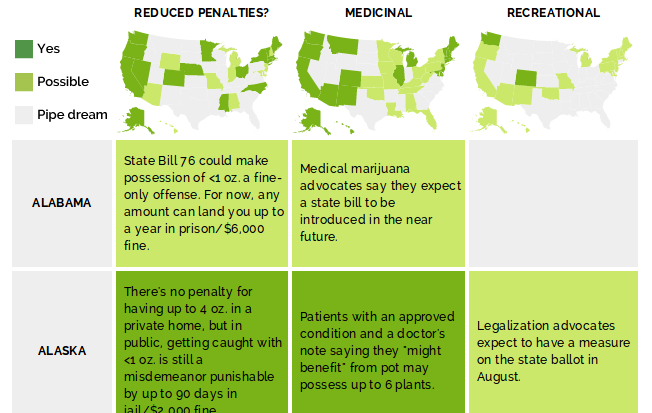 REDUCED PENALTIES?
MEDICINAL
RECREATIONAL
Yes
Possible
Pipe dream
ALABAMA
State Bill 76 could make
possession of <1 oz. a fine-
only offense. For now, any
amount can land you up to
a year in prison/$6,000
fine.
Medical marijuana
advocates say they expect
a state bill to be
introduced in the near
future.
ALASKA
There's no penalty for
having up to 4 oz. in a
private home, but in
public, getting caught with
<1 oz. is still a
misdemeanor punishable
by up to 90 days in
jail/$2,000 fine
Patients with an approved
condition and a doctor's
note saying they "might
benefit" from pot may
possess up to 6 plants.
Legalization advocates
expect to have a measure
on the state ballot in
August.